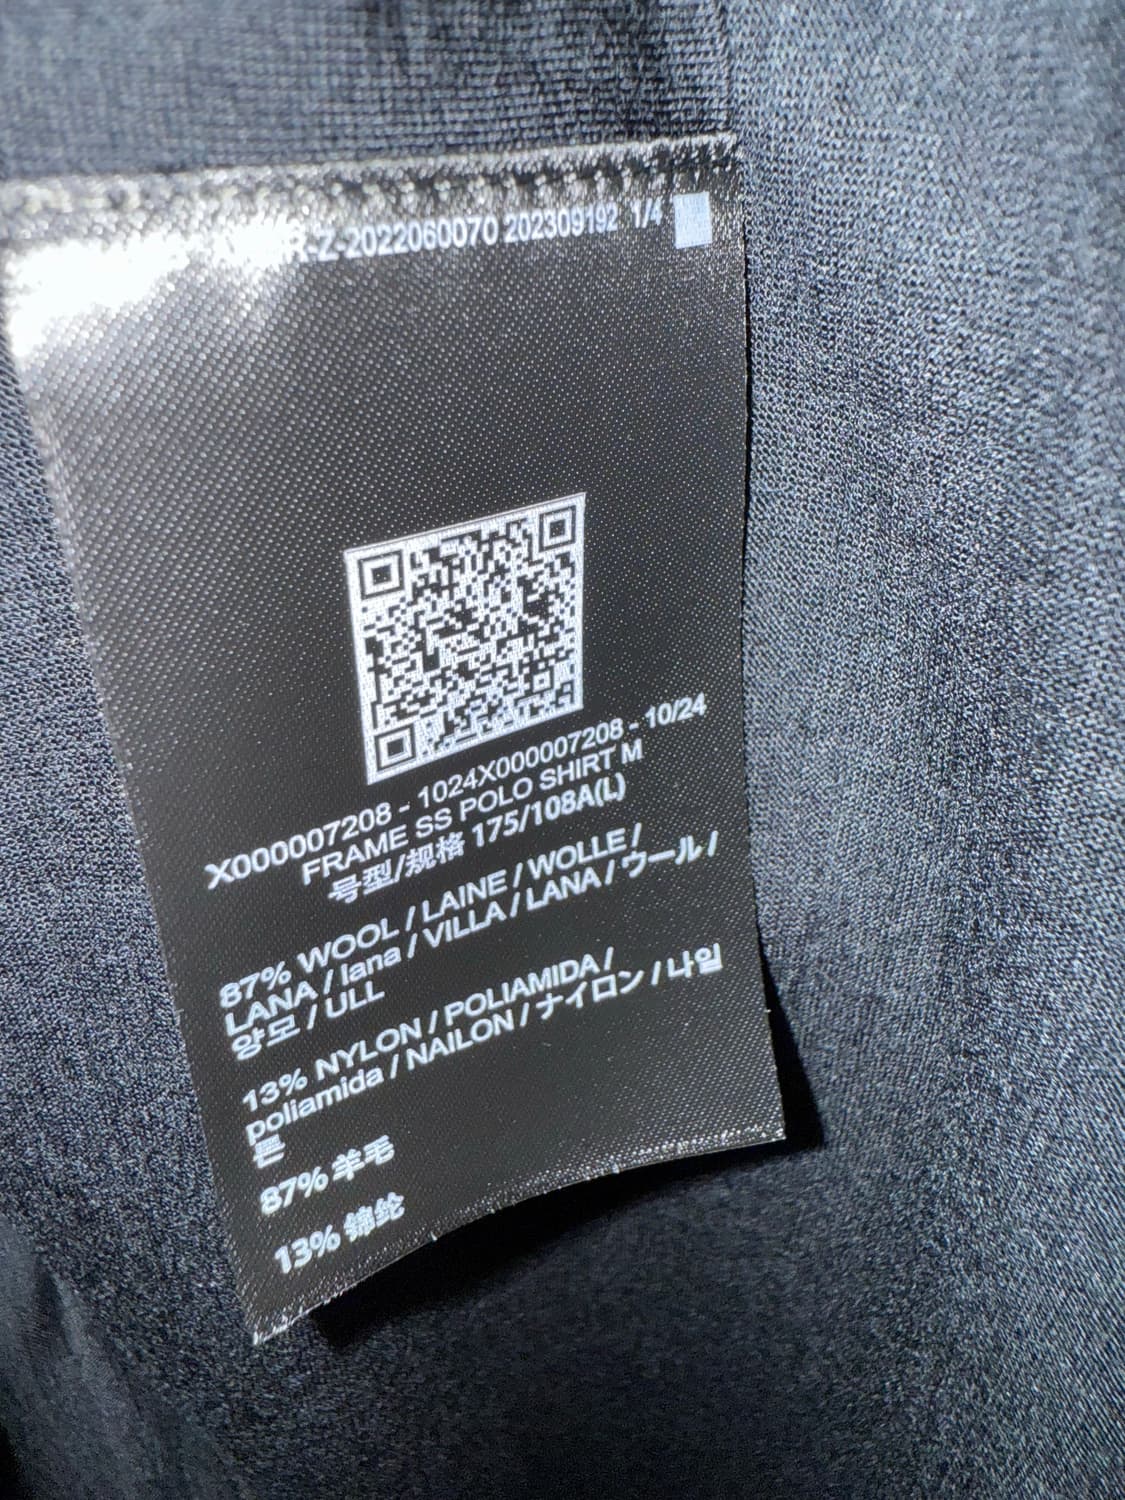 R-Z-2022060070 202309192 1/4
X000007208 - 1024X000007208 - 10/24
FRAME SS POLO SHIRT M
号型/规格 175/108A(L)
87% WOOL / LAINE / WOLLE /
LANA / lana / VILLA / LANA / ウール /
양모 / ULL
13% NYLON / POLIAMIDA /
poliamida / NAILON / ナイロン / 나일
론
87% 羊毛
13% 锦纶